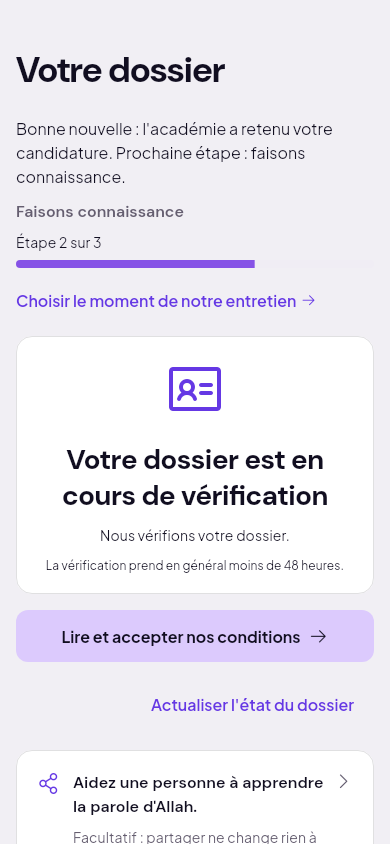 Votre dossier
Bonne nouvelle : l'académie a retenu votre
candidature. Prochaine étape : faisons
connaissance.
Faisons connaissance
Étape 2 sur 3
Choisir le moment de notre entretien →
Votre dossier est en
cours de vérification
Nous vérifions votre dossier.
La vérification prend en général moins de 48 heures.
Lire et accepter nos conditions →
Actualiser l'état du dossier
Aidez une personne à apprendre
la parole d'Allah.
Facultatif : partager ne change rien à